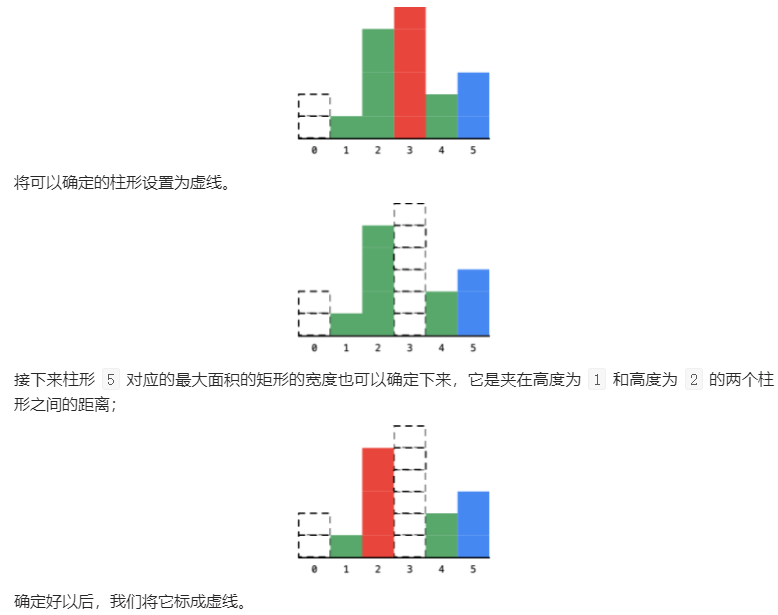 0 1 2 3 4 5
将可以确定的柱形设置为虚线。
0 1 2 3 4 5
接下来柱形 5 对应的最大面积的矩形的宽度也可以确定下来，它是夹在高度为 1 和高度为 2 的两个柱
形之间的距离；
0 1 2 3 4 5
确定好以后，我们将它标成虚线。